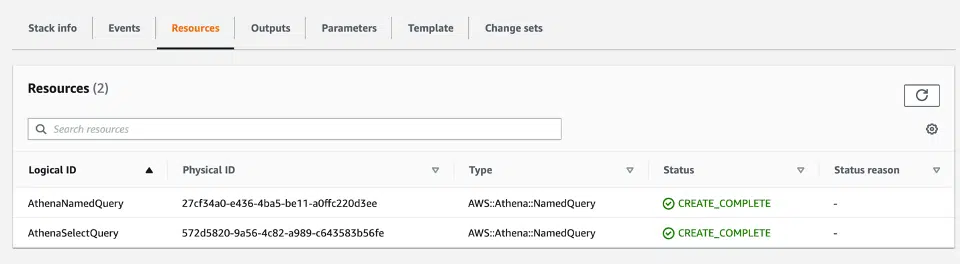 Stack info Events Resources Outputs Parameters Template Change sets
Resources (2)
Search resources
Logical ID Physical ID Type Status Status reason
AthenaNamedQuery 27cf34a0-e436-4ba5-be11-a0ffc220d3ee AWS::Athena::NamedQuery CREATE_COMPLETE -
AthenaSelectQuery 572d5820-9a56-4c82-a989-c643583b56fe AWS::Athena::NamedQuery CREATE_COMPLETE -